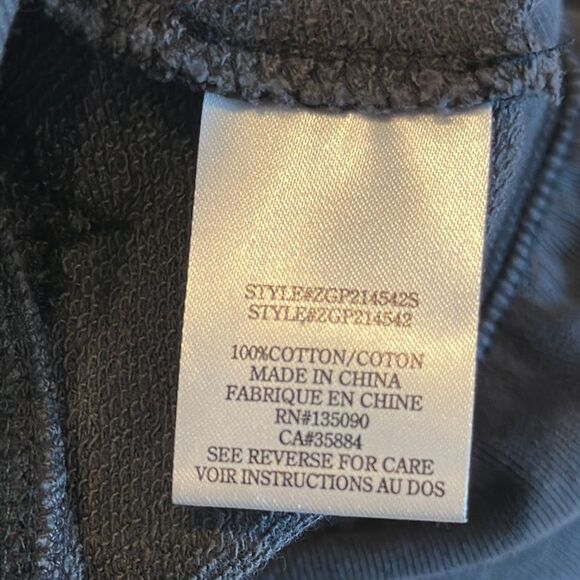 STYLE#ZGP214542S
STYLE#ZGP214542
100%COTTON/COTON
MADE IN CHINA
FABRIQUE EN CHINE
RN#135090
CA#35884
SEE REVERSE FOR CARE
VOIR INSTRUCTIONS AU DOS